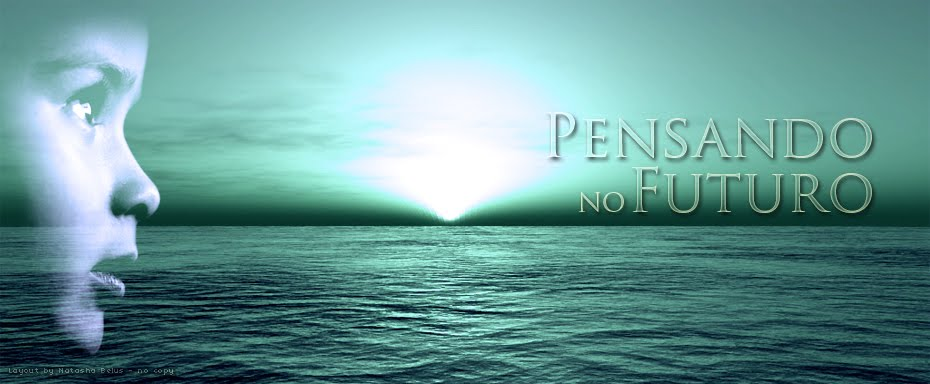 PENSANDO
NO FUTURO
Layout by Natasha Belus - no copy